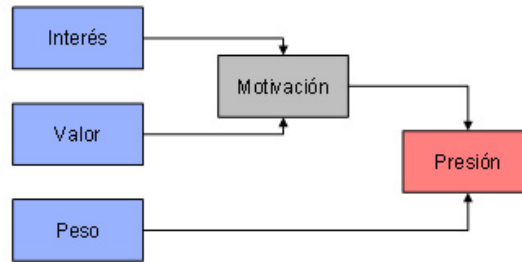 Interés
Motivación
Valor
Presión
Peso